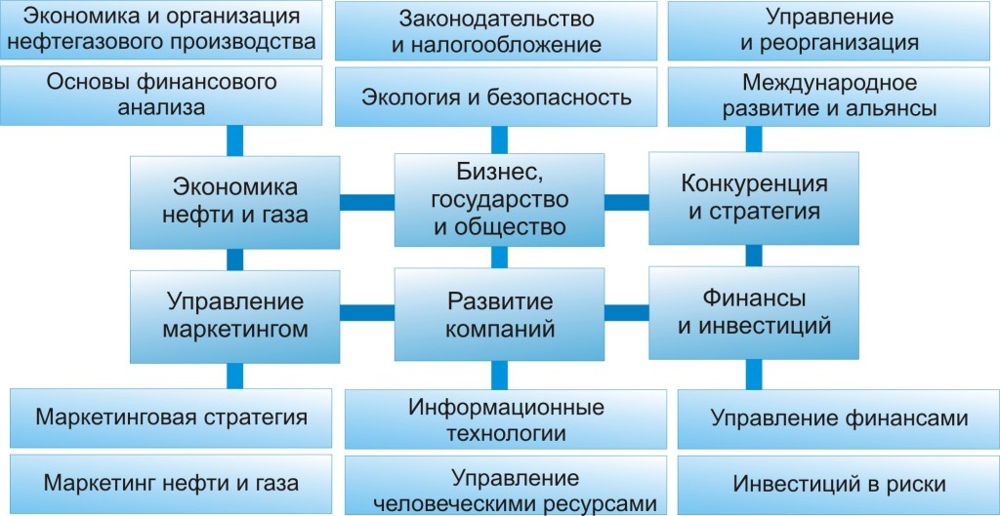 Экономика и организация
нефтегазового производства
Законодательство
и налогообложение
Управление
и реорганизация
Основы финансового
анализа
Экология и безопасность
Международное
развитие и альянсы
Экономика
нефти и газа
Бизнес,
государство
и общество
Конкуренция
и стратегия
Управление
маркетингом
Развитие
компаний
Финансы
и инвестиций
Маркетинговая стратегия
Информационные
технологии
Управление финансами
Маркетинг нефти и газа
Управление
человеческими ресурсами
Инвестиций в риски